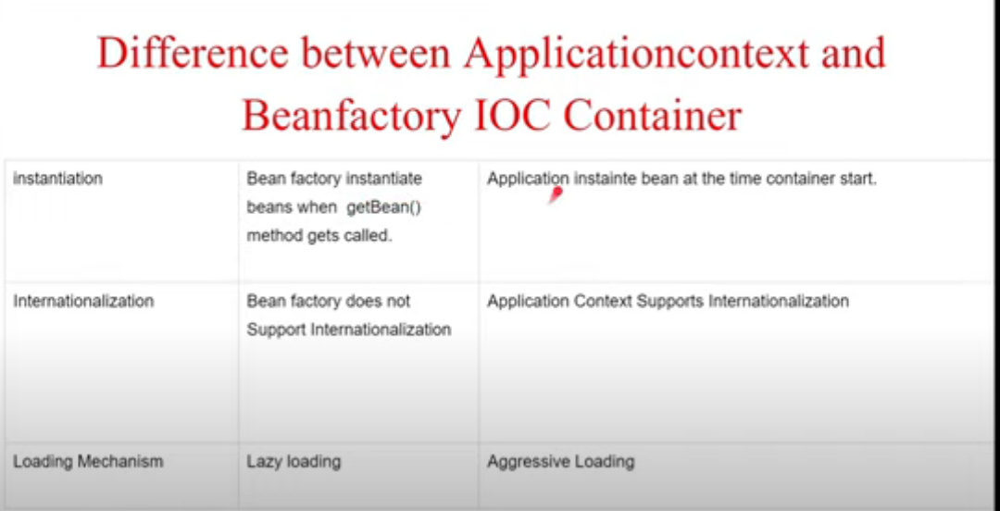 Difference between Applicationcontext and
Beanfactory IOC Container
instantiation
Bean factory instantiate
beans when getBean()
method gets called.
Application instainte bean at the time container start.
Internationalization
Bean factory does not
Support Internationalization
Application Context Supports Internationalization
Loading Mechanism
Lazy loading
Aggressive Loading